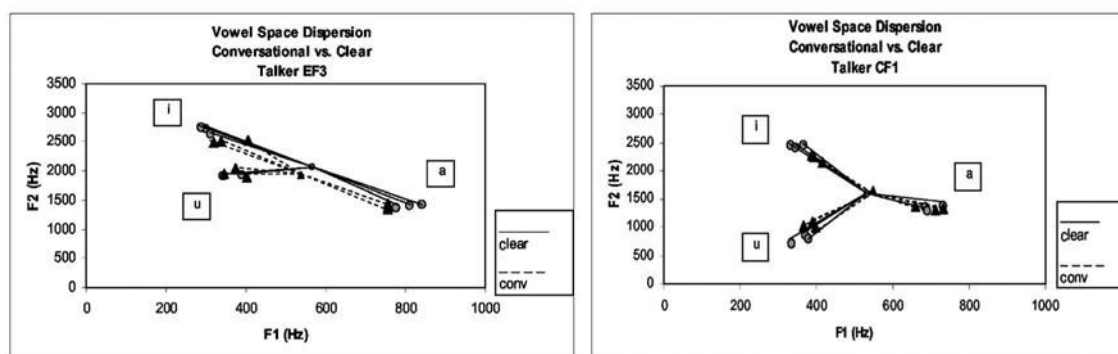 Vowel Space Dispersion
Conversational vs. Clear
Talker EF3
3500
3000
2500
2000
1500
1000
500
0
F2 (Hz)
i
u
a
0 200 400 600 800 1000
F1 (Hz)
clear
conv
Vowel Space Dispersion
Conversational vs. Clear
Talker CF1
3500
3000
2500
2000
1500
1000
500
0
F2 (Hz)
i
u
a
0 200 400 600 800 1000
F1 (Hz)
clear
conv